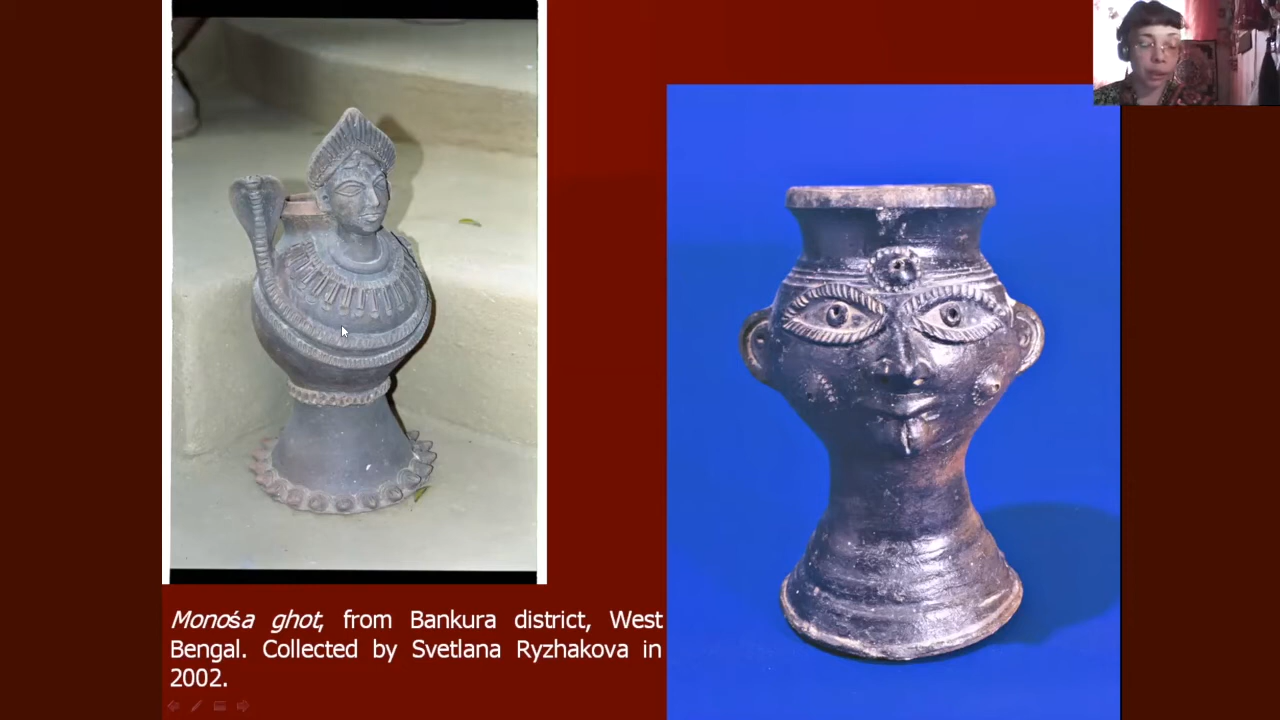 Monośa ghot, from Bankura district, West
Bengal. Collected by Svetlana Ryzhakova in
2002.